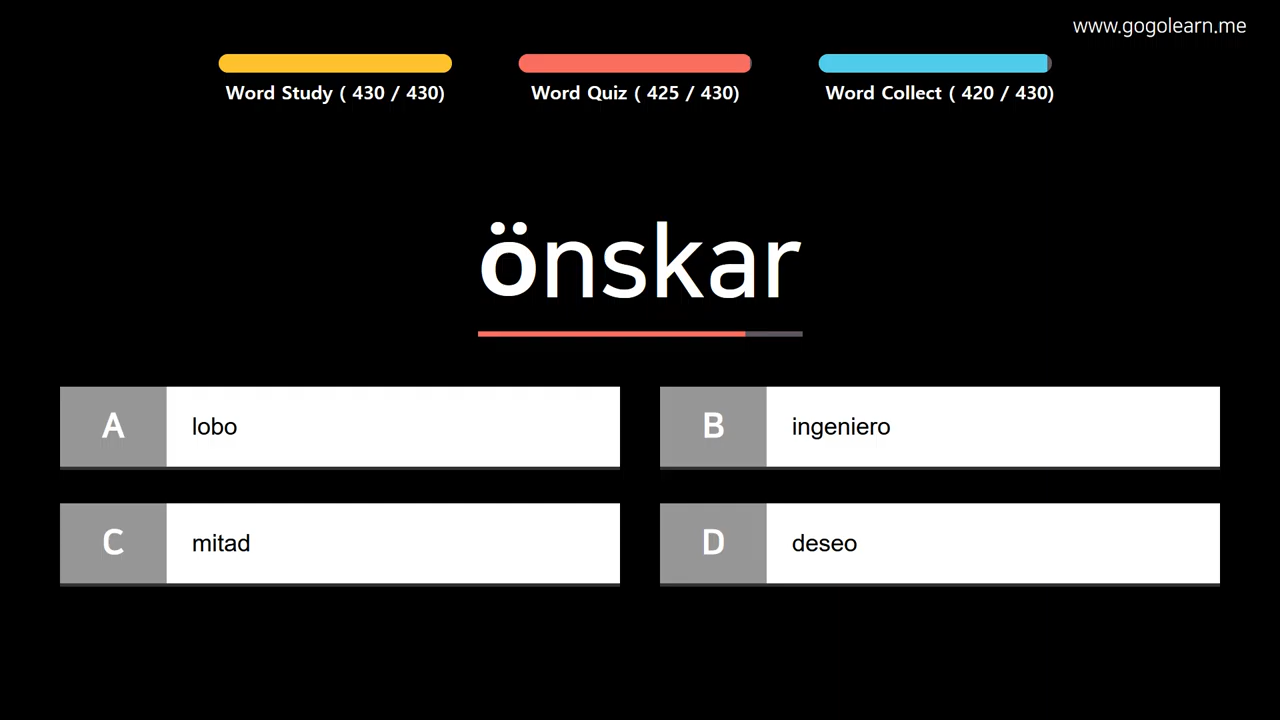 www.gogolearn.me
Word Study ( 430 / 430)
Word Quiz ( 425 / 430)
Word Collect ( 420 / 430)
önskar
A lobo
B ingeniero
C mitad
D deseo